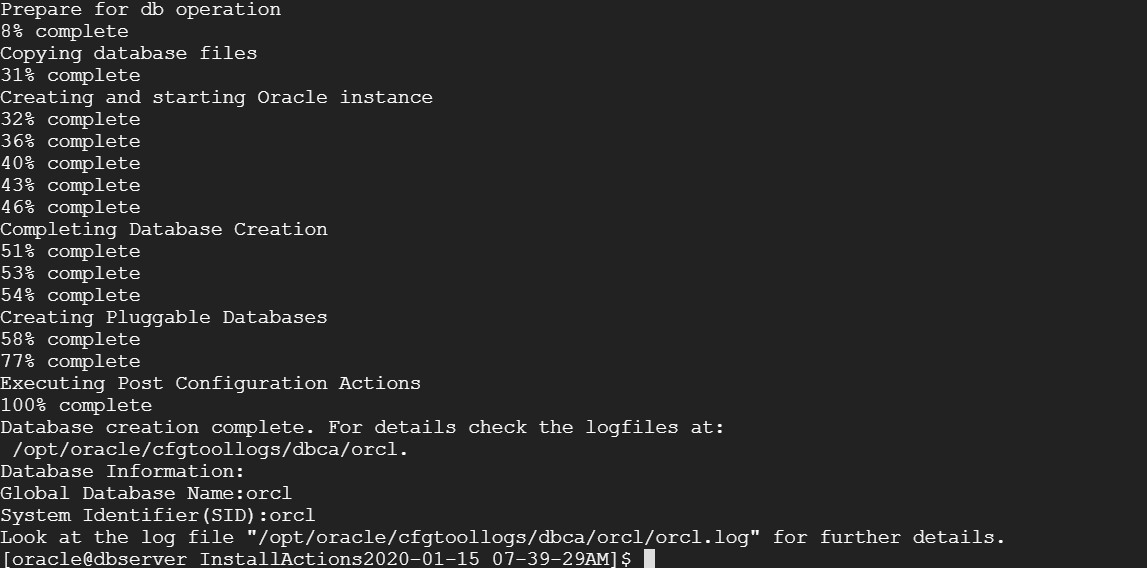 Prepare for db operation
8% complete
Copying database files
31% complete
Creating and starting Oracle instance
32% complete
36% complete
40% complete
43% complete
46% complete
Completing Database Creation
51% complete
53% complete
54% complete
Creating Pluggable Databases
58% complete
77% complete
Executing Post Configuration Actions
100% complete
Database creation complete. For details check the logfiles at:
 /opt/oracle/cfgtoollogs/dbca/orcl.
Database Information:
Global Database Name:orcl
System Identifier(SID):orcl
Look at the log file "/opt/oracle/cfgtoollogs/dbca/orcl/orcl.log" for further details.
[oracle@dbserver InstallActions2020-01-15_07-39-29AM]$